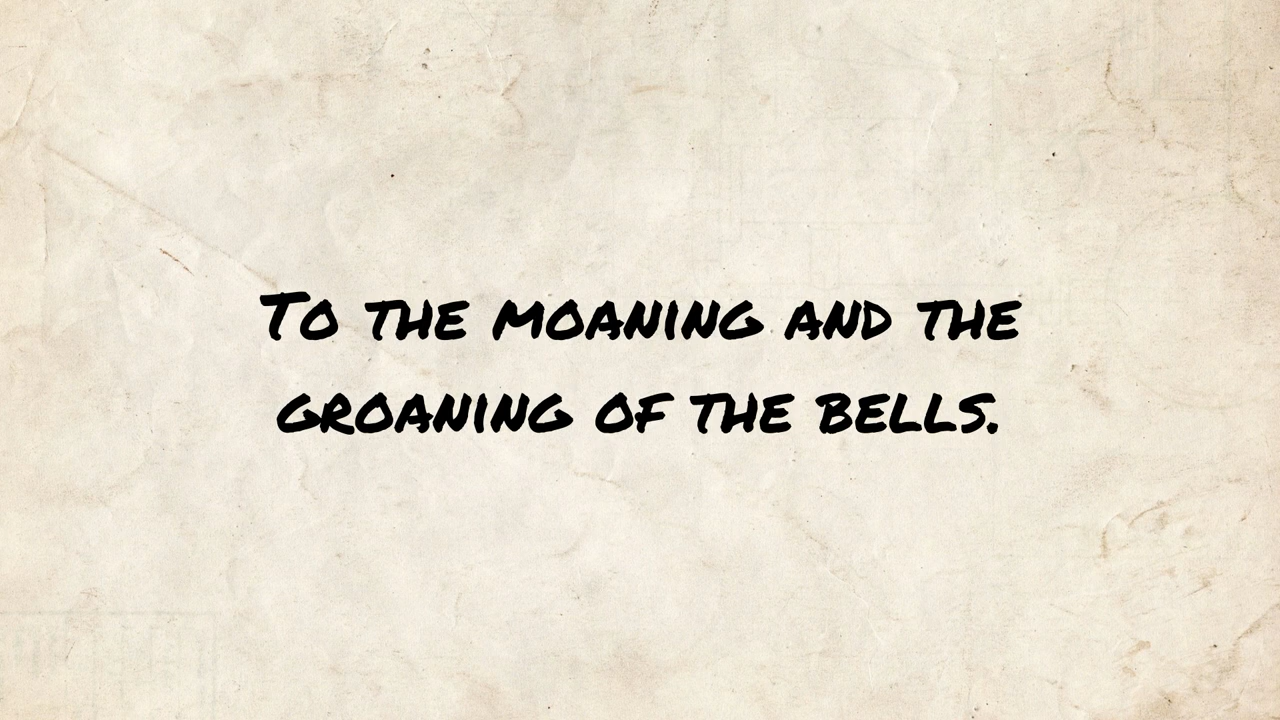 To the moaning and the
groaning of the bells.